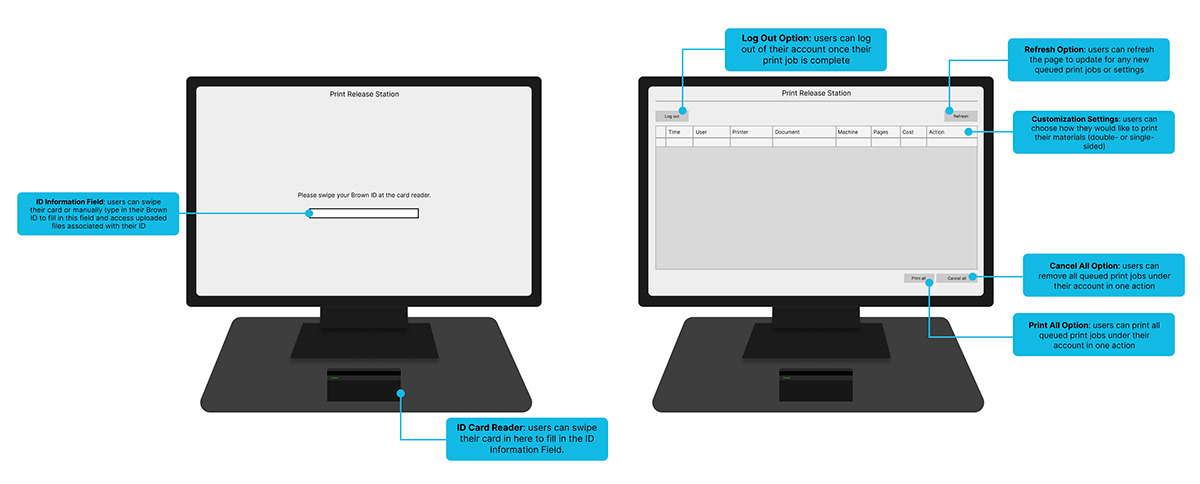 Print Release Station
Please swipe your Brown ID at the card reader.
ID Information Field: users can swipe
their card or manually type in their Brown
ID to fill in this field and access uploaded
files associated with their ID
ID Card Reader: users can swipe
their card in here to fill in the ID
Information Field.
Log Out Option: users can log
out of their account once their
print job is complete
Refresh Option: users can refresh
the page to update for any new
queued print jobs or settings
Print Release Station
Log out
Refresh
Time User Printer Document Machine Pages Cost Action
Customization Settings: users can
choose how they would like to print
their materials (double- or single-
sided)
Print all
Cancel all
Cancel All Option: users can
remove all queued print jobs under
their account in one action
Print All Option: users can print all
queued print jobs under their
account in one action